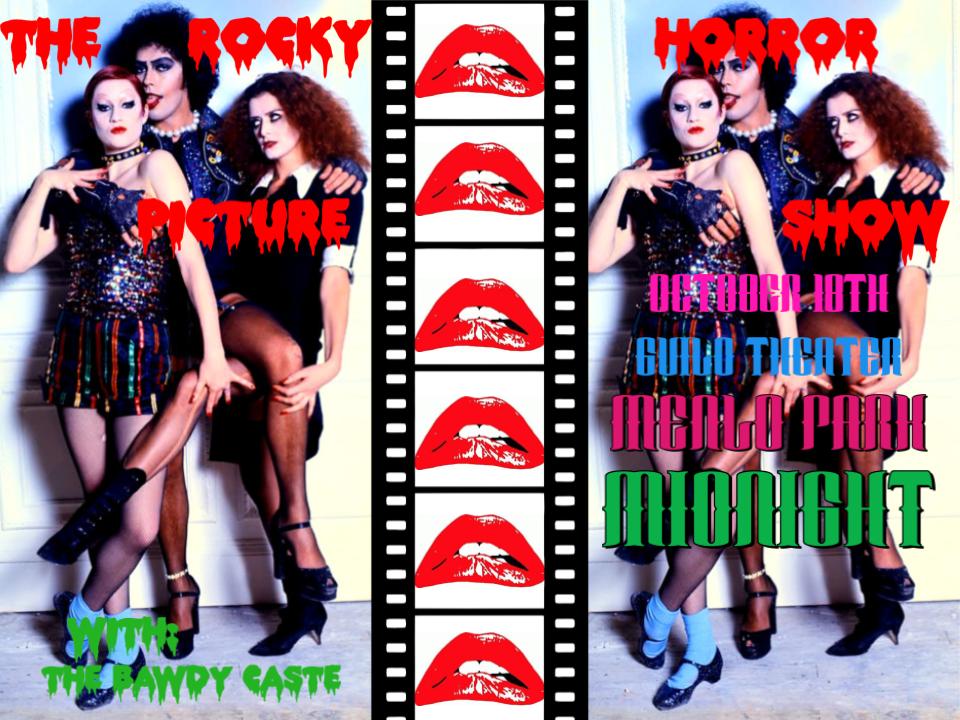 THE ROCKY HORROR
PICTURE SHOW
OCTOBER 18TH
GUILD THEATER
MENLO PARK
MIDNIGHT
WITH:
THE BAWDY CASTE